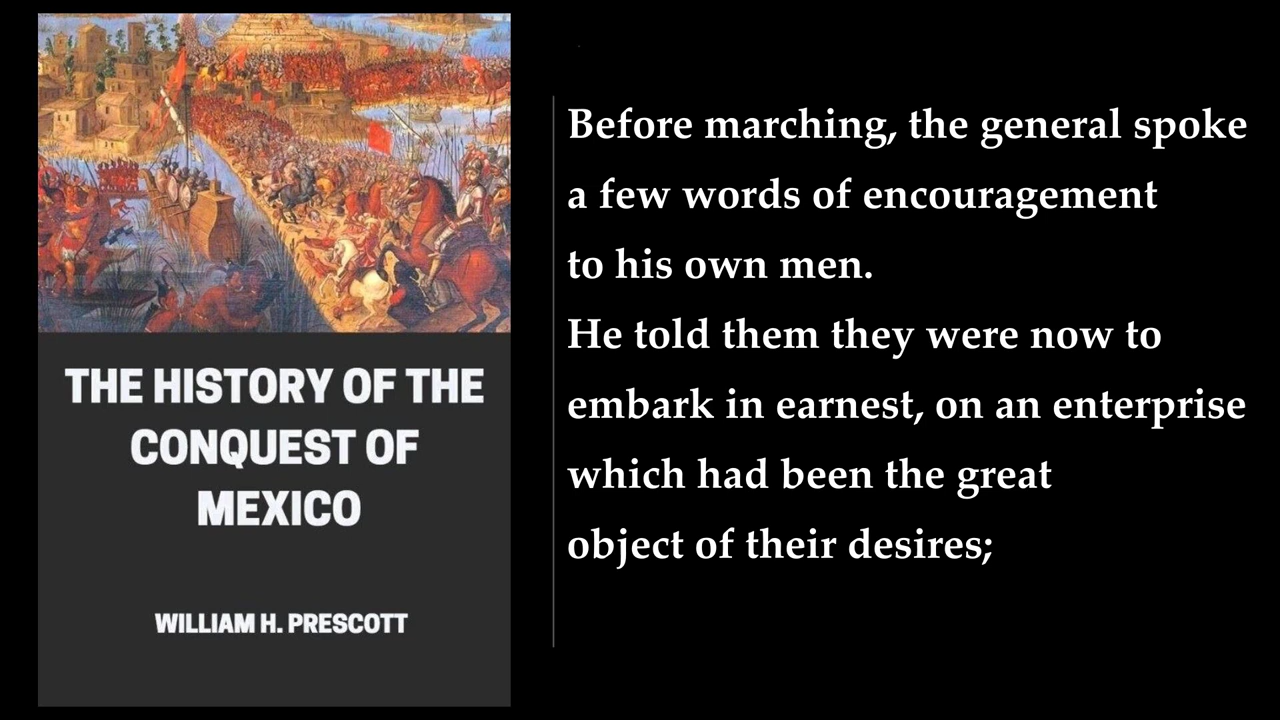 THE HISTORY OF THE
CONQUEST OF
MEXICO
WILLIAM H. PRESCOTT
Before marching, the general spoke
a few words of encouragement
to his own men.
He told them they were now to
embark in earnest, on an enterprise
which had been the great
object of their desires;